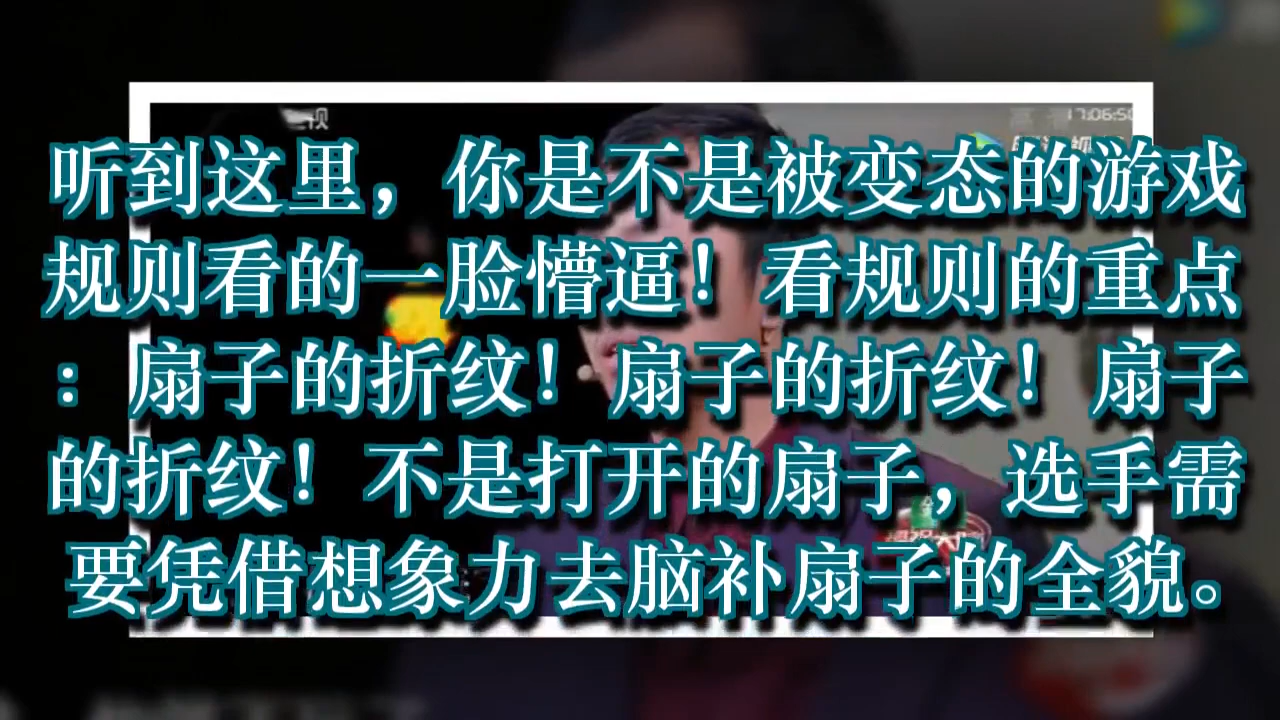 听到这里，你是不是被变态的游戏
规则看的一脸懵逼！看规则的重点
：扇子的折纹！扇子的折纹！扇子
的折纹！不是打开的扇子，选手需
要凭借想象力去脑补扇子的全貌。
17:06:50